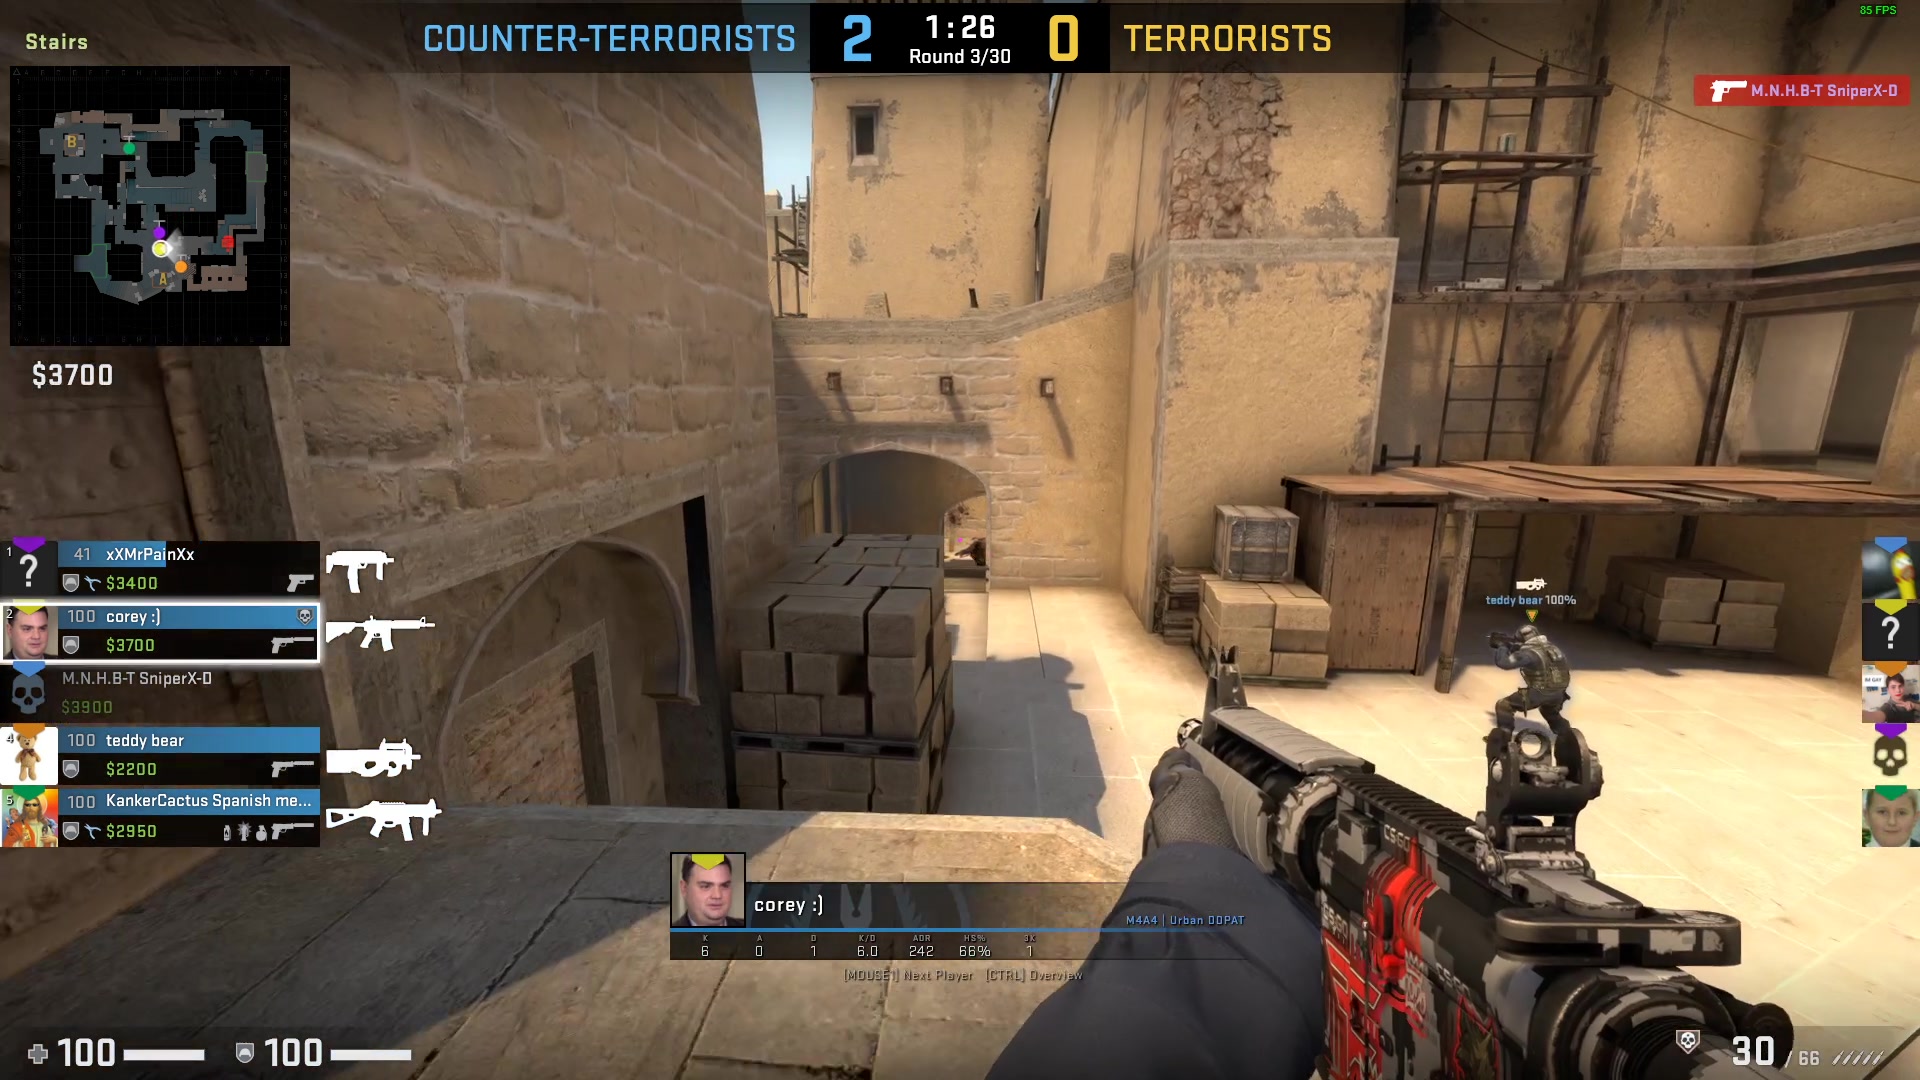 85 FPS
Stairs
COUNTER-TERRORISTS 2 1:26 0 TERRORISTS
Round 3/30
M.N.H.B-T SniperX-D
B
A
$3700
1 ? 41 xXMrPainXx
$3400
2 100 corey :)
$3700
M.N.H.B-T SniperX-D
$3900
4 100 teddy bear
$2200
5 100 KankerCactus Spanish me...
$2950
teddy bear 100%
?
corey :)
M4A4 | Urban DDPAT
K A D K/D ADR HS% 3K
6 0 1 6.0 242 66% 1
[MOUSE1] Next Player [CTRL] Overview
100 100
30 / 66
CS:GO